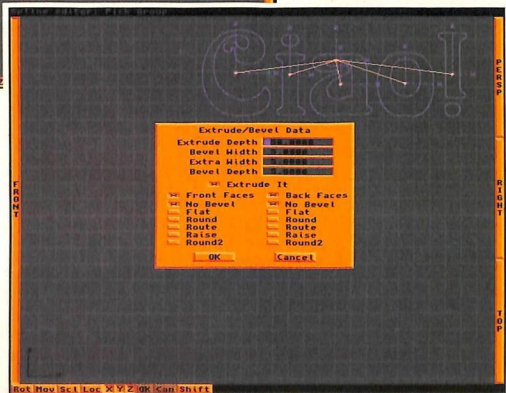 Spline Editor: Pick Group
Ciao!
PERSP
FRONT
RIGHT
TOP
Extrude/Bevel Data
Extrude Depth
Bevel Width
Extra Width 5.0000
Bevel Depth
Extrude It
Front Faces Back Faces
No Bevel No Bevel
Flat Flat
Round Round
Route Route
Raise Raise
Round2 Round2
OK Cancel
Rot Mov Scl Loc X Y Z OK Can Shift